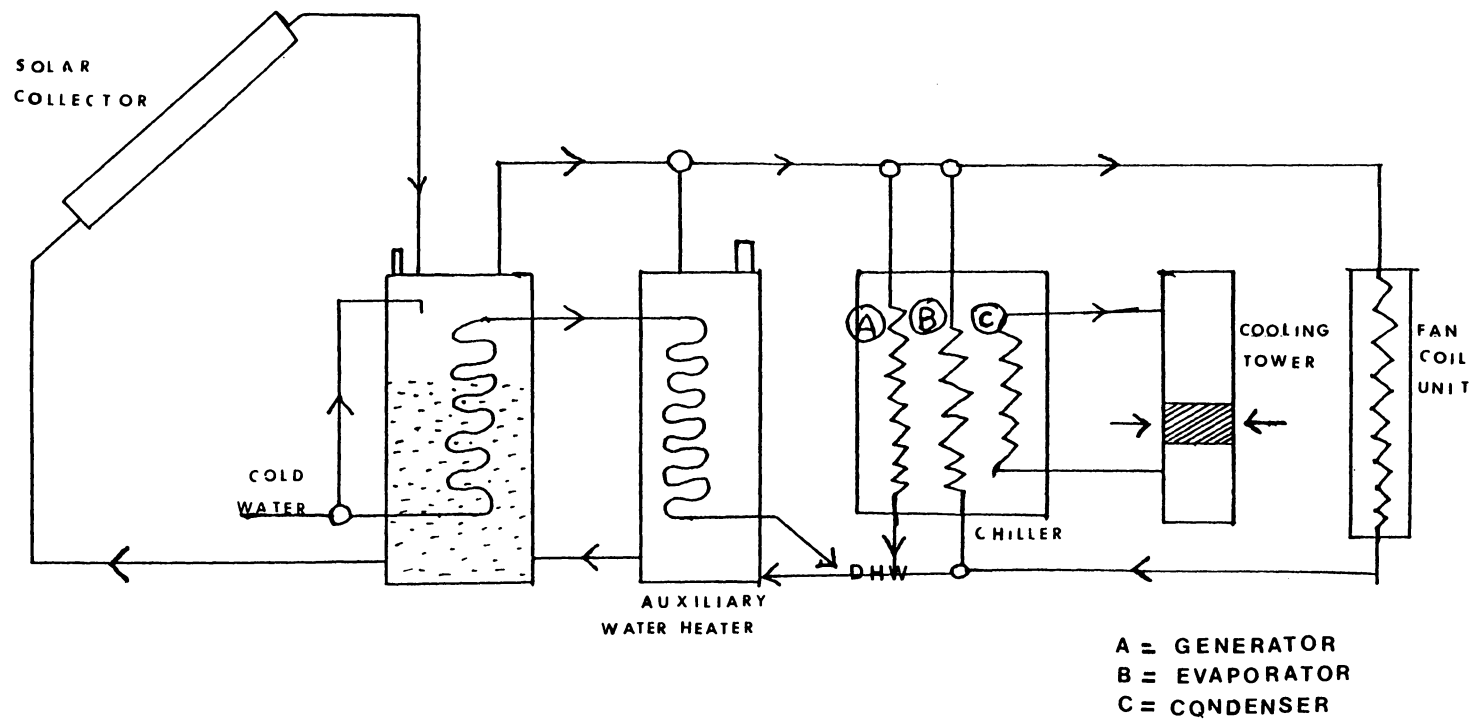 SOLAR
COLLECTOR
COLD
WATER
AUXILIARY
WATER HEATER
DHW
A
B
C
CHILLER
COOLING
TOWER
FAN
COIL
UNIT
A = GENERATOR
B = EVAPORATOR
C = CONDENSER